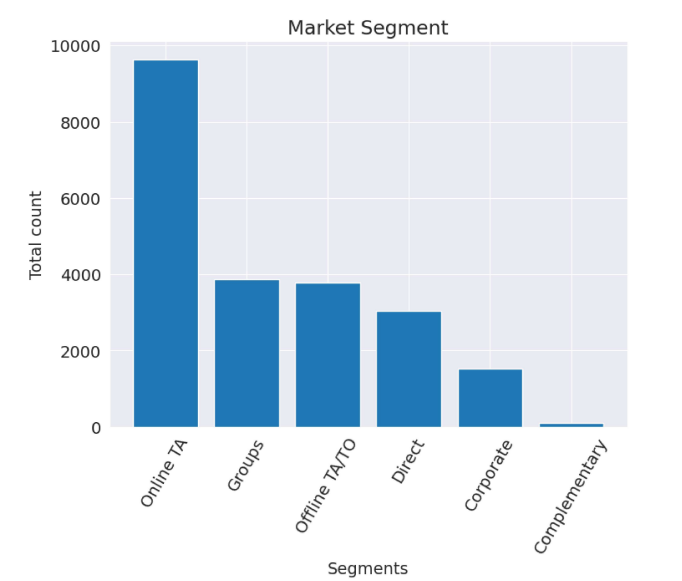 Market Segment
10000
8000
6000
4000
2000
0
Total count
Online TA
Groups
Offline TA/TO
Direct
Corporate
Complementary
Segments